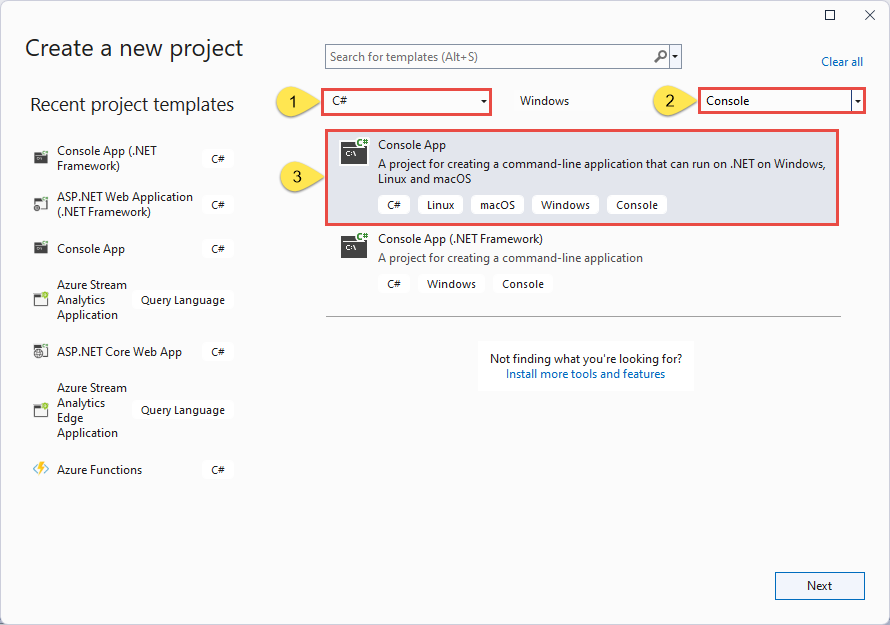 Create a new project
Search for templates (Alt+S)
Clear all
Recent project templates
1
C#
Windows
2
Console
Console App (.NET
Framework)
C#
ASP.NET Web Application
(.NET Framework)
C#
Console App
C#
Azure Stream
Analytics
Application
Query Language
ASP.NET Core Web App
C#
Azure Stream
Analytics
Edge
Application
Query Language
Azure Functions
C#
3
C#
C:\
Console App
A project for creating a command-line application that can run on .NET on Windows,
Linux and macOS
C# Linux macOS Windows Console
C#
C:\
Console App (.NET Framework)
A project for creating a command-line application
C# Windows Console
Not finding what you're looking for?
Install more tools and features
Next